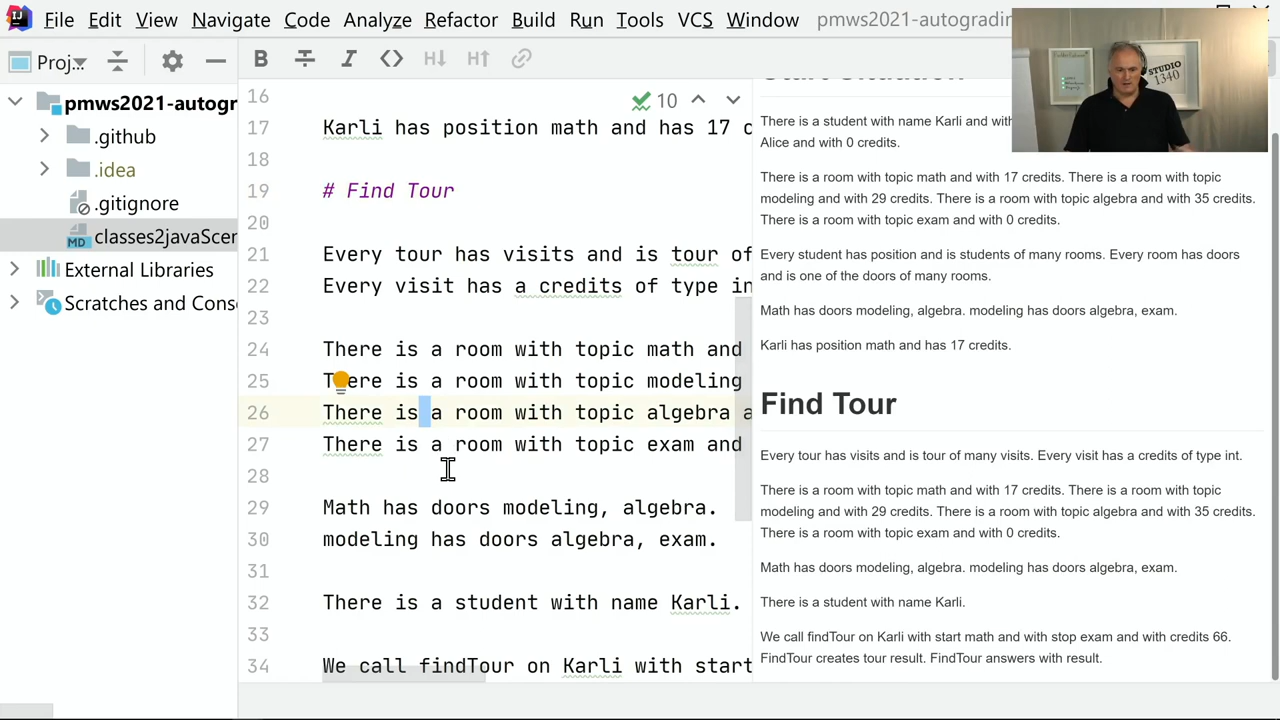 File Edit View Navigate Code Analyze Refactor Build Run Tools VCS Window pmws2021-autogradin
Proj...
pmws2021-autogr
.github
.idea
.gitignore
classes2javaScer
External Libraries
Scratches and Cons
10
16
17 Karli has position math and has 17 c
18
19 # Find Tour
20
21 Every tour has visits and is tour of
22 Every visit has a credits of type in
23
24 There is a room with topic math and
25 There is a room with topic modeling
26 There is a room with topic algebra a
27 There is a room with topic exam and
28
29 Math has doors modeling, algebra.
30 modeling has doors algebra, exam.
31
32 There is a student with name Karli.
33
34 We call findTour on Karli with start
Start Situation
There is a student with name Karli and with
Alice and with 0 credits.
There is a room with topic math and with 17 credits. There is a room with topic
modeling and with 29 credits. There is a room with topic algebra and with 35 credits.
There is a room with topic exam and with 0 credits.
Every student has position and is students of many rooms. Every room has doors
and is one of the doors of many rooms.
Math has doors modeling, algebra. modeling has doors algebra, exam.
Karli has position math and has 17 credits.
Find Tour
Every tour has visits and is tour of many visits. Every visit has a credits of type int.
There is a room with topic math and with 17 credits. There is a room with topic
modeling and with 29 credits. There is a room with topic algebra and with 35 credits.
There is a room with topic exam and with 0 credits.
Math has doors modeling, algebra. modeling has doors algebra, exam.
There is a student with name Karli.
We call findTour on Karli with start math and with stop exam and with credits 66.
FindTour creates tour result. FindTour answers with result.
STUDIO
1340